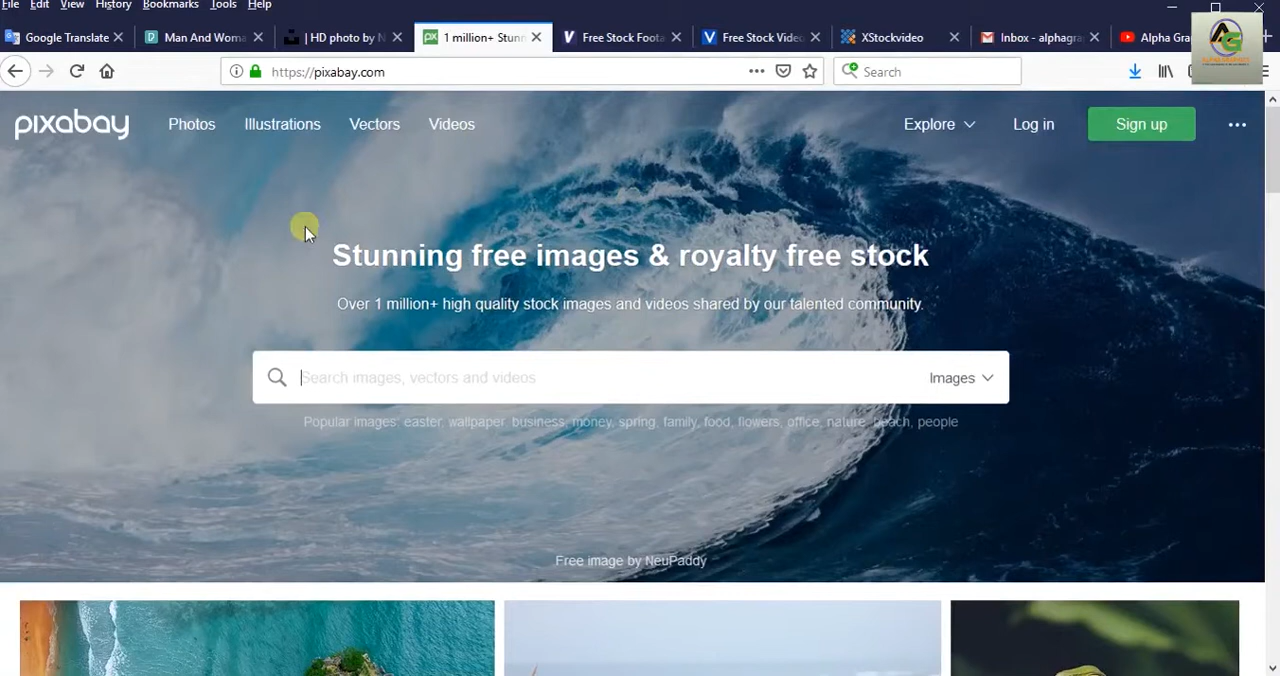 File Edit View History Bookmarks Tools Help
Google Translate
Man And Wom
| HD photo by N
1 million+ Stunn
Free Stock Foota
Free Stock Video
XStockvideo
Inbox - alphagra
Alpha Gra
https://pixabay.com
Search
pixabay Photos Illustrations Vectors Videos Explore Log in Sign up
Stunning free images & royalty free stock
Over 1 million+ high quality stock images and videos shared by our talented community.
Search images, vectors and videos Images
Popular images: easter, wallpaper, business, money, spring, family, food, flowers, office, nature, beach, people
Free image by NeuPaddy